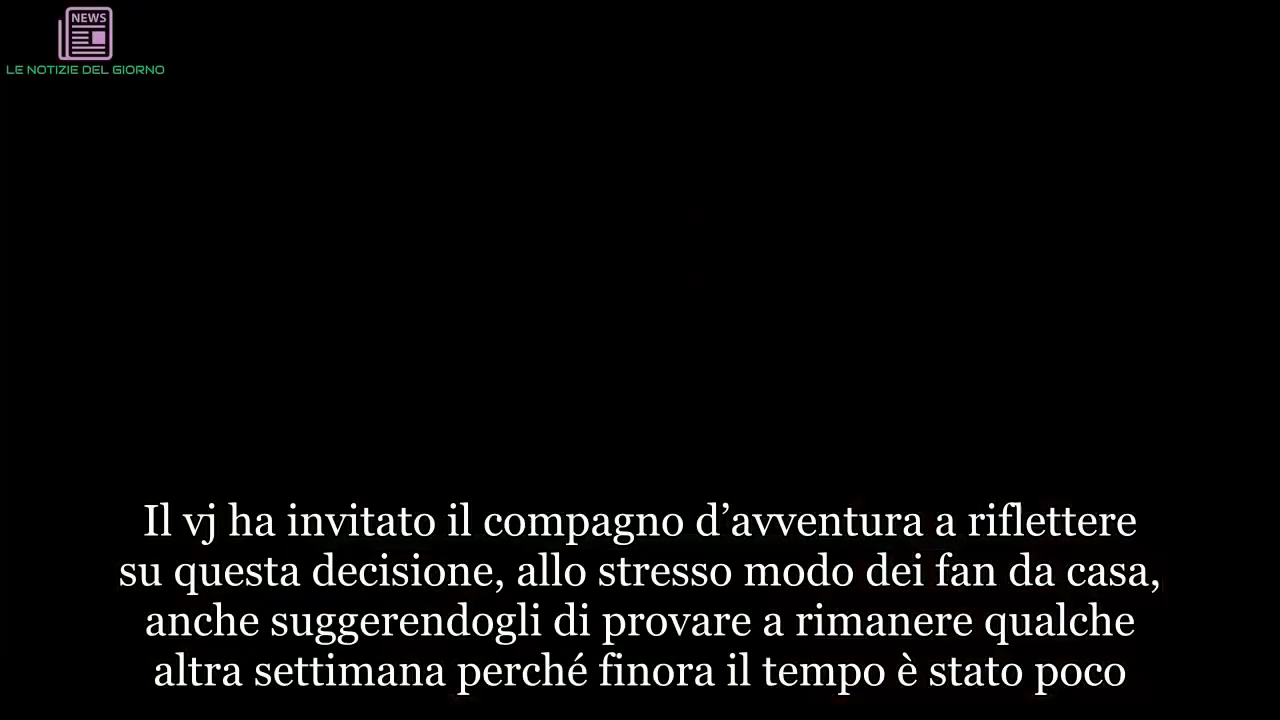 NEWS
LE NOTIZIE DEL GIORNO
Il vj ha invitato il compagno d’avventura a riflettere
su questa decisione, allo stresso modo dei fan da casa,
anche suggerendogli di provare a rimanere qualche
altra settimana perché finora il tempo è stato poco